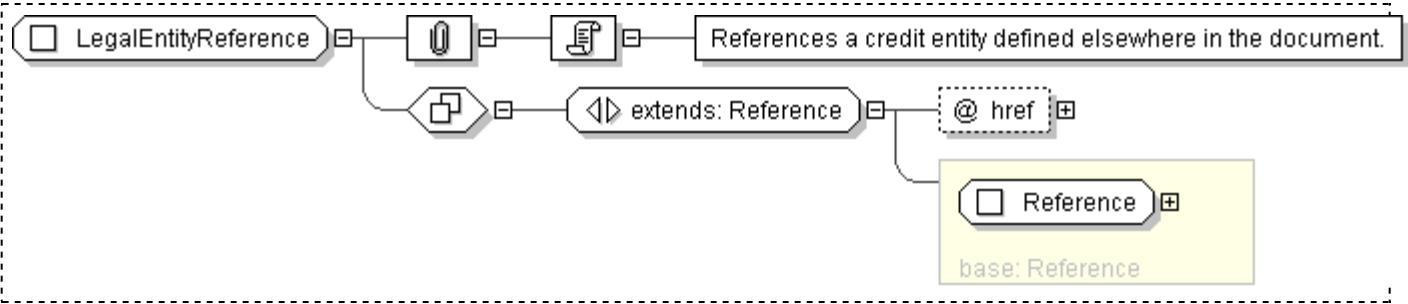 LegalEntityReference
References a credit entity defined elsewhere in the document.
extends: Reference
@ href
Reference
base: Reference